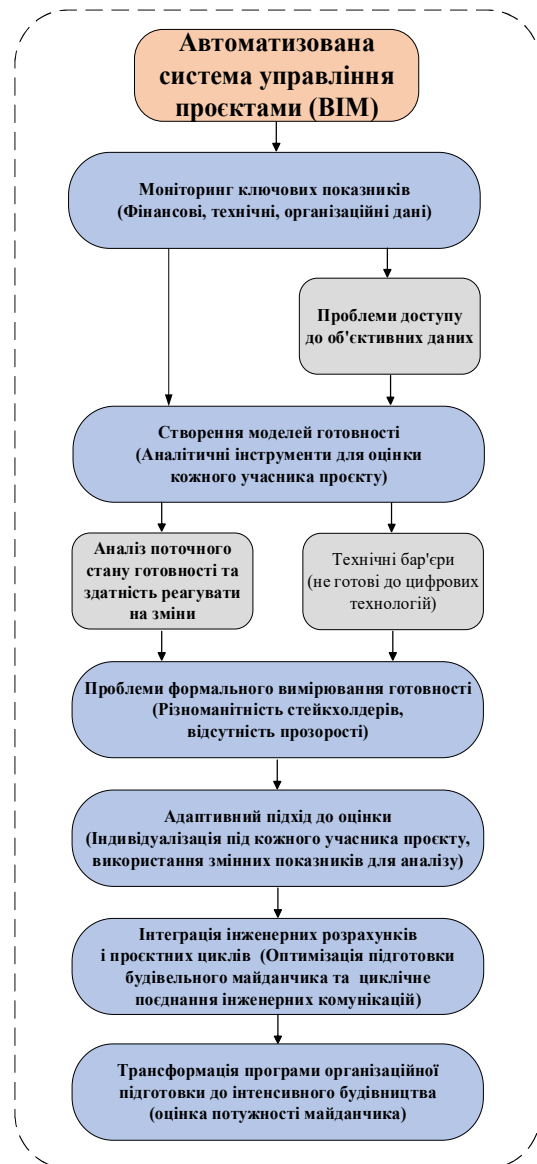 Автоматизована
система управління
проєктами (BIM)
Моніторинг ключових показників
(Фінансові, технічні, організаційні дані)
Проблеми доступу
до об'єктивних даних
Створення моделей готовності
(Аналітичні інструменти для оцінки
кожного учасника проєкту)
Аналіз поточного
стану готовності та
здатність реагувати
на зміни
Технічні бар'єри
(не готові до цифрових
технологій)
Проблеми формального вимірювання готовності
(Різноманітність стейкхолдерів,
відсутність прозорості)
Адаптивний підхід до оцінки
(Індивідуалізація під кожного учасника проєкту,
використання змінних показників для аналізу)
Інтеграція інженерних розрахунків
і проєктних циклів (Оптимізація підготовки
будівельного майданчика та циклічне
поєднання інженерних комунікацій)
Трансформація програми організаційної
підготовки до інтенсивного будівництва
(оцінка потужності майданчика)